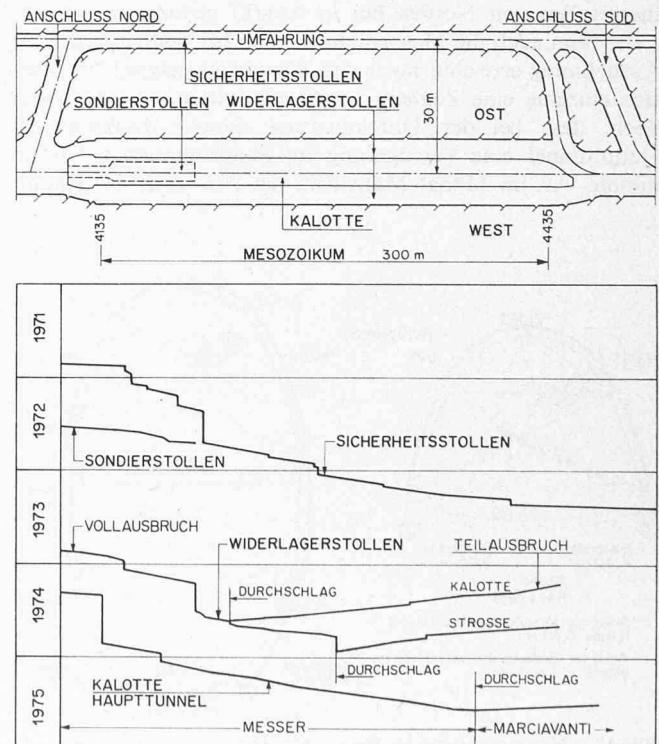 ANSCHLUSS NORD
ANSCHLUSS SÜD
UMFAHRUNG
SICHERHEITSSTOLLEN
SONDIERSTOLLEN WIDERLAGERSTOLLEN
30 m
OST
KALOTTE
WEST
4135
4435
MESOZOIKUM 300 m
1971
1972
SICHERHEITSSTOLLEN
SONDIERSTOLLEN
1973
VOLLAUSBRUCH
WIDERLAGERSTOLLEN
TEILAUSBRUCH
1974
DURCHSCHLAG
KALOTTE
STROSSE
DURCHSCHLAG
DURCHSCHLAG
KALOTTE
HAUPTTUNNEL
1975
MESSER
MARCIAVANTI